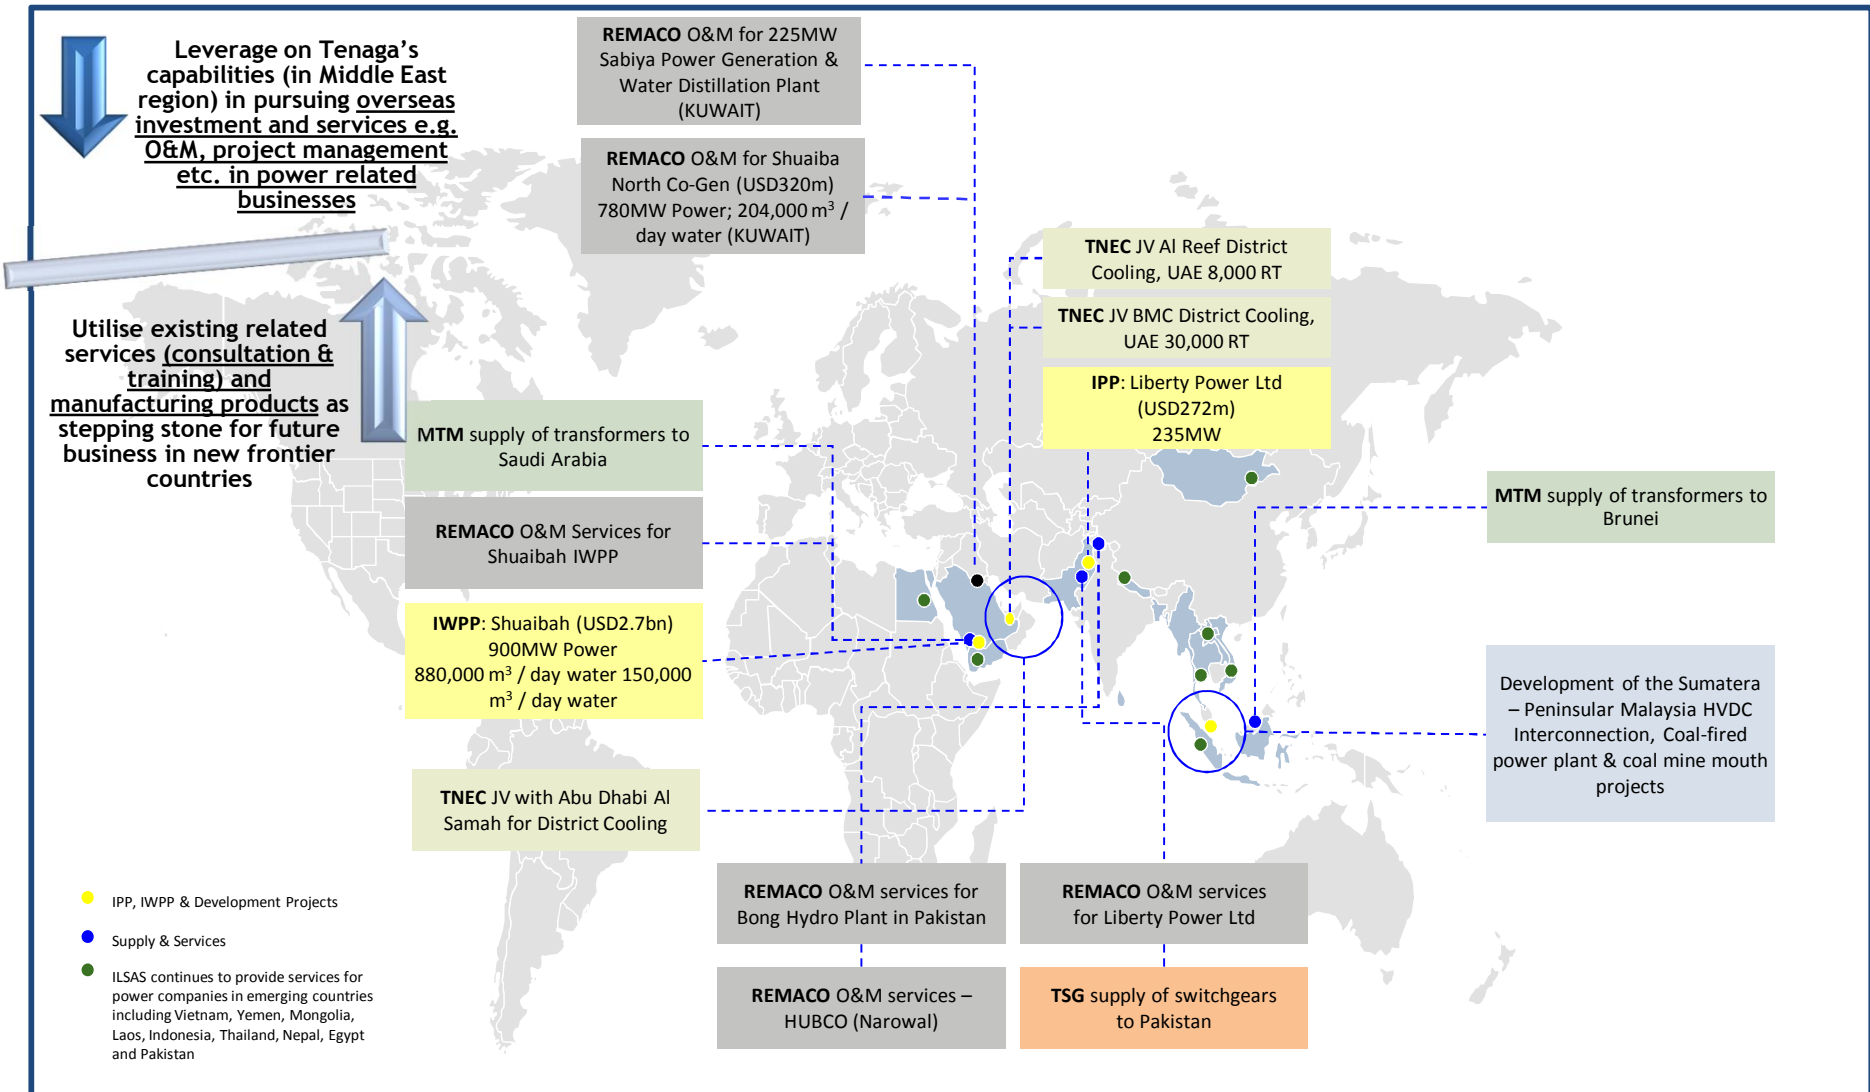 Leverage on Tenaga's
capabilities (in Middle East
region) in pursuing overseas
investment and services e.g.
O&M, project management
etc. in power related
businesses
Utilise existing related
services (consultation &
training) and
manufacturing products as
stepping stone for future
business in new frontier
countries
REMACO O&M for 225MW
Sabiya Power Generation &
Water Distillation Plant
(KUWAIT)
REMACO O&M for Shuaiba
North Co-Gen (USD320m)
780MW Power; 204,000 m³ /
day water (KUWAIT)
TNEC JV Al Reef District
Cooling, UAE 8,000 RT
TNEC JV BMC District Cooling,
UAE 30,000 RT
IPP: Liberty Power Ltd
(USD272m)
235MW
MTM supply of transformers to
Saudi Arabia
REMACO O&M Services for
Shuaibah IWPP
IWPP: Shuaibah (USD2.7bn)
900MW Power
880,000 m³ / day water 150,000
m³ / day water
MTM supply of transformers to
Brunei
Development of the Sumatera
– Peninsular Malaysia HVDC
Interconnection, Coal-fired
power plant & coal mine mouth
projects
TNEC JV with Abu Dhabi Al
Samah for District Cooling
REMACO O&M services for
Bong Hydro Plant in Pakistan
REMACO O&M services
for Liberty Power Ltd
REMACO O&M services –
HUBCO (Narowal)
TSG supply of switchgears
to Pakistan
IPP, IWPP & Development Projects
Supply & Services
ILSAS continues to provide services for
power companies in emerging countries
including Vietnam, Yemen, Mongolia,
Laos, Indonesia, Thailand, Nepal, Egypt
and Pakistan